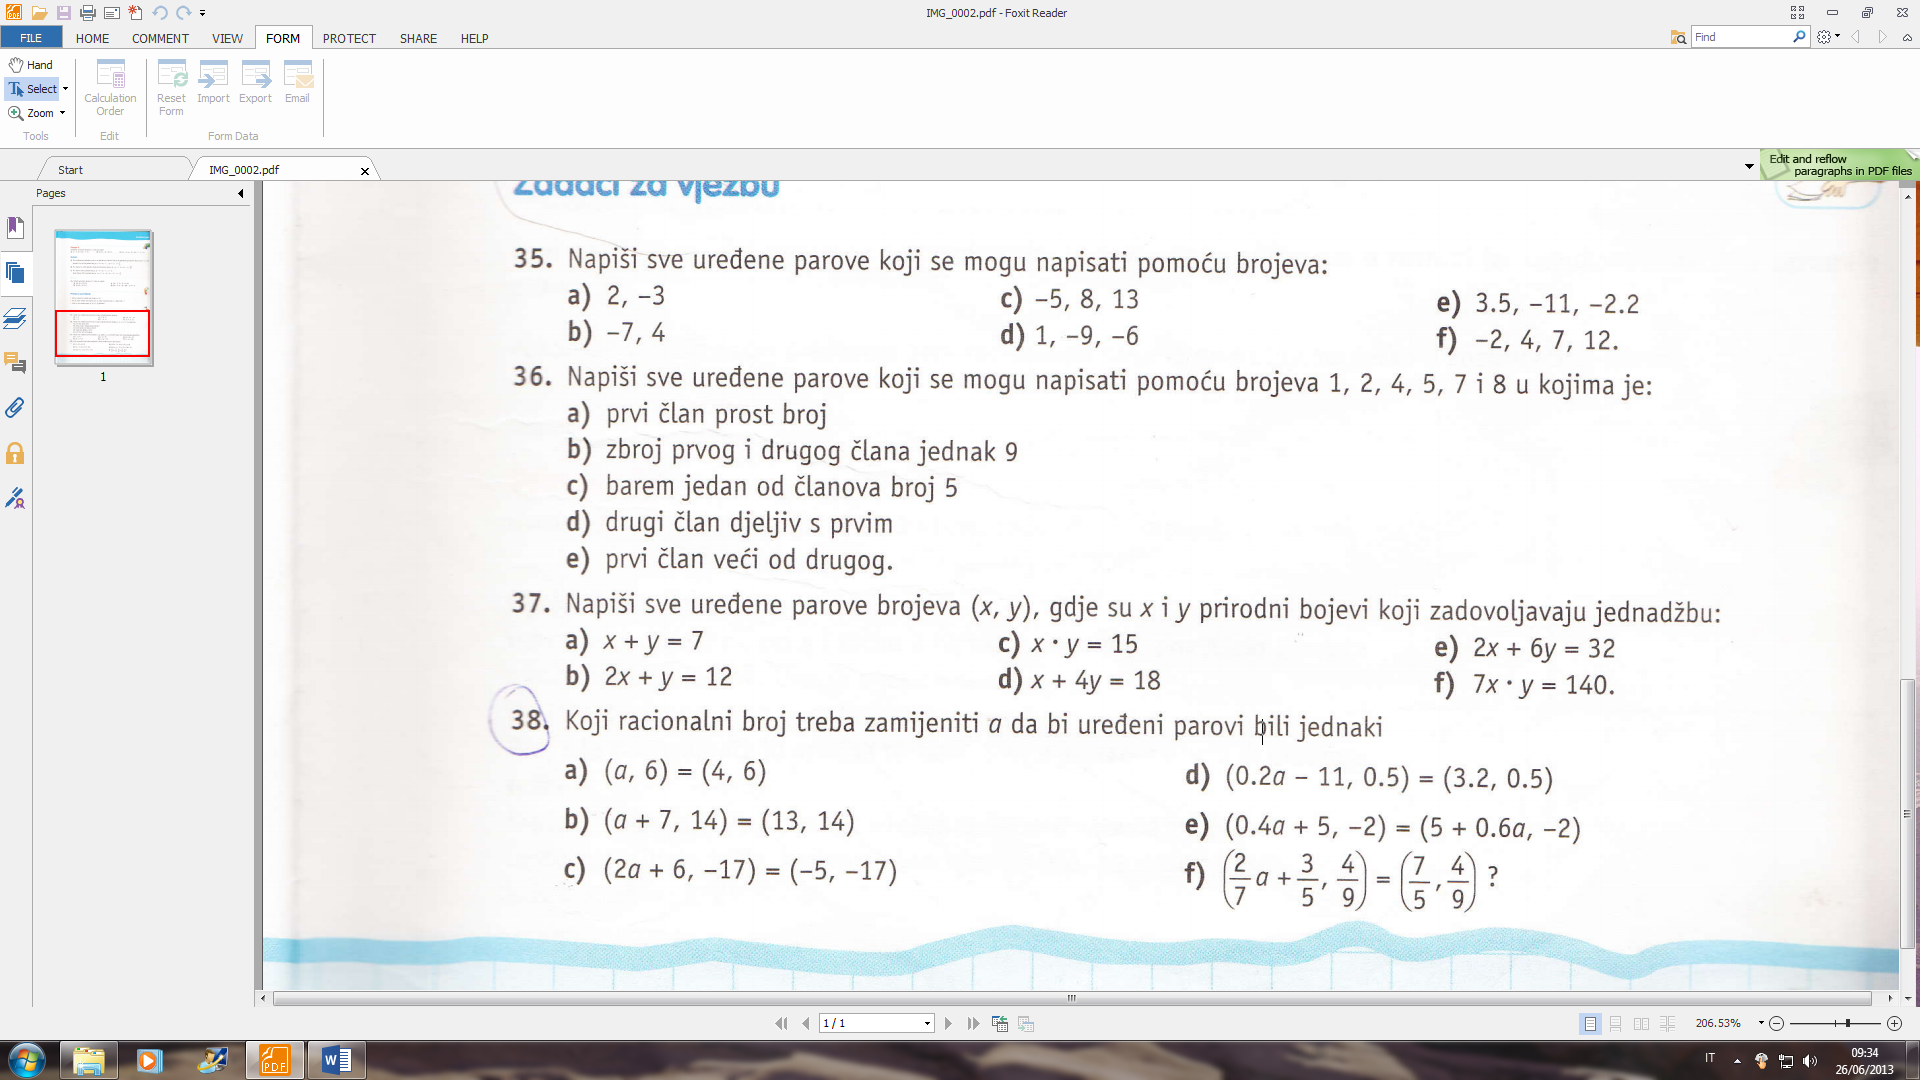 IMG_0002.pdf - Foxit Reader
FILE HOME COMMENT VIEW FORM PROTECT SHARE HELP
Find
Hand
Select
Zoom
Calculation Order
Reset Form
Import
Export
Email
Tools
Edit
Form Data
Start
IMG_0002.pdf
Edit and reflow
paragraphs in PDF files
Pages
1
Zadaci za vježbu
35. Napiši sve uređene parove koji se mogu napisati pomoću brojeva:
a) 2, –3
c) –5, 8, 13
e) 3.5, –11, –2.2
b) –7, 4
d) 1, –9, –6
f) –2, 4, 7, 12.
36. Napiši sve uređene parove koji se mogu napisati pomoću brojeva 1, 2, 4, 5, 7 i 8 u kojima je:
a) prvi član prost broj
b) zbroj prvog i drugog člana jednak 9
c) barem jedan od članova broj 5
d) drugi član djeljiv s prvim
e) prvi član veći od drugog.
37. Napiši sve uređene parove brojeva (x, y), gdje su x i y prirodni bojevi koji zadovoljavaju jednadžbu:
a) x + y = 7
c) x · y = 15
e) 2x + 6y = 32
b) 2x + y = 12
d) x + 4y = 18
f) 7x · y = 140.
38. Koji racionalni broj treba zamijeniti a da bi uređeni parovi bili jednaki
a) (a, 6) = (4, 6)
d) (0.2a – 11, 0.5) = (3.2, 0.5)
b) (a + 7, 14) = (13, 14)
e) (0.4a + 5, –2) = (5 + 0.6a, –2)
c) (2a + 6, –17) = (–5, –17)
f) (2/7 a + 3/5, 4/9) = (7/5, 4/9) ?
1 / 1
206.53%
IT
09:34
26/06/2013